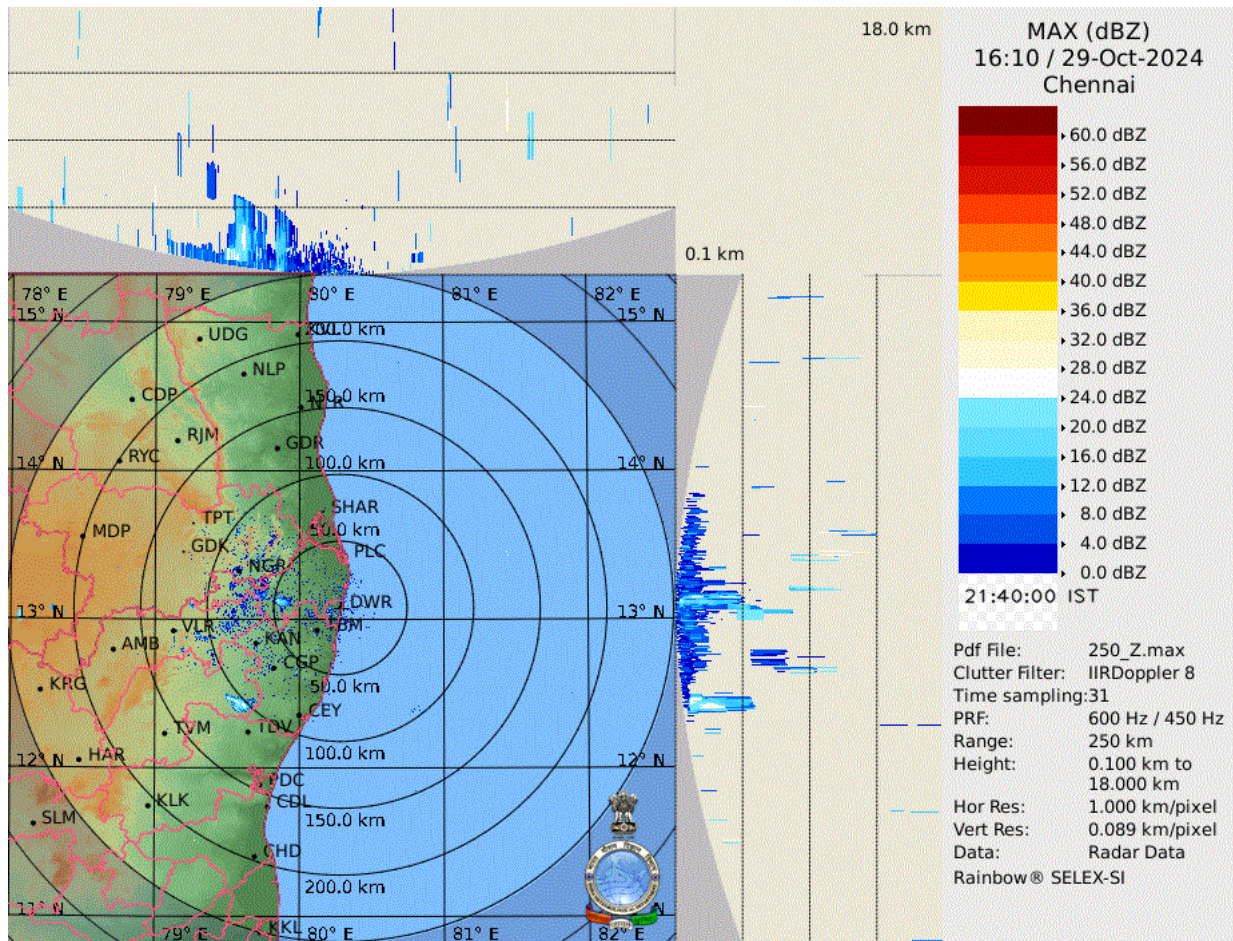 18.0 km
0.1 km
MAX (dBZ)
16:10 / 29-Oct-2024
Chennai
60.0 dBZ
56.0 dBZ
52.0 dBZ
48.0 dBZ
44.0 dBZ
40.0 dBZ
36.0 dBZ
32.0 dBZ
28.0 dBZ
24.0 dBZ
20.0 dBZ
16.0 dBZ
12.0 dBZ
8.0 dBZ
4.0 dBZ
0.0 dBZ
21:40:00 IST
Pdf File: 250_Z.max
Clutter Filter: IIRDoppler 8
Time sampling:31
PRF: 600 Hz / 450 Hz
Range: 250 km
Height: 0.100 km to
18.000 km
Hor Res: 1.000 km/pixel
Vert Res: 0.089 km/pixel
Data: Radar Data
Rainbow® SELEX-SI
78° E 79° E 80° E 81° E 82° E
15° N 15° N
UDG
NLP
CDP
150.0 km
RJM
GDR
RYC
100.0 km
14° N 14° N
SHAR
TPT
50.0 km
MDP
GDK
PLC
NGR
DWR
13° N 13° N
VLR
AMB
KAN
CGP
KRG
50.0 km
CEY
TVM TDV
HAR
100.0 km
12° N 12° N
PDC
KLK CDL
SLM
150.0 km
CHD
200.0 km
11° N 11° N
KKL
79° E 80° E 81° E 82° E